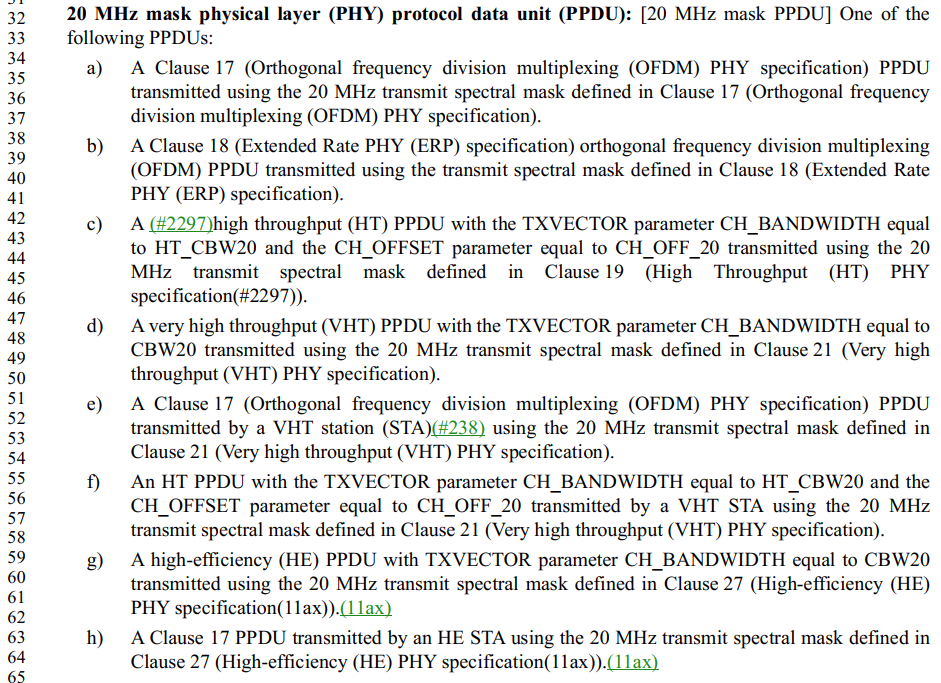 31
32 20 MHz mask physical layer (PHY) protocol data unit (PPDU): [20 MHz mask PPDU] One of the
33 following PPDUs:
34
35 a) A Clause 17 (Orthogonal frequency division multiplexing (OFDM) PHY specification) PPDU
36 transmitted using the 20 MHz transmit spectral mask defined in Clause 17 (Orthogonal frequency
37 division multiplexing (OFDM) PHY specification).
38
39 b) A Clause 18 (Extended Rate PHY (ERP) specification) orthogonal frequency division multiplexing
40 (OFDM) PPDU transmitted using the transmit spectral mask defined in Clause 18 (Extended Rate
41 PHY (ERP) specification).
42 c) A (#2297)high throughput (HT) PPDU with the TXVECTOR parameter CH_BANDWIDTH equal
43 to HT_CBW20 and the CH_OFFSET parameter equal to CH_OFF_20 transmitted using the 20
44
45 MHz transmit spectral mask defined in Clause 19 (High Throughput (HT) PHY
46 specification(#2297)).
47 d) A very high throughput (VHT) PPDU with the TXVECTOR parameter CH_BANDWIDTH equal to
48
49 CBW20 transmitted using the 20 MHz transmit spectral mask defined in Clause 21 (Very high
50 throughput (VHT) PHY specification).
51 e) A Clause 17 (Orthogonal frequency division multiplexing (OFDM) PHY specification) PPDU
52 transmitted by a VHT station (STA)(#238) using the 20 MHz transmit spectral mask defined in
53
54 Clause 21 (Very high throughput (VHT) PHY specification).
55 f) An HT PPDU with the TXVECTOR parameter CH_BANDWIDTH equal to HT_CBW20 and the
56 CH_OFFSET parameter equal to CH_OFF_20 transmitted by a VHT STA using the 20 MHz
57
58 transmit spectral mask defined in Clause 21 (Very high throughput (VHT) PHY specification).
59 g) A high-efficiency (HE) PPDU with TXVECTOR parameter CH_BANDWIDTH equal to CBW20
60 transmitted using the 20 MHz transmit spectral mask defined in Clause 27 (High-efficiency (HE)
61 PHY specification(11ax)).(11ax)
62
63 h) A Clause 17 PPDU transmitted by an HE STA using the 20 MHz transmit spectral mask defined in
64 Clause 27 (High-efficiency (HE) PHY specification(11ax)).(11ax)
65